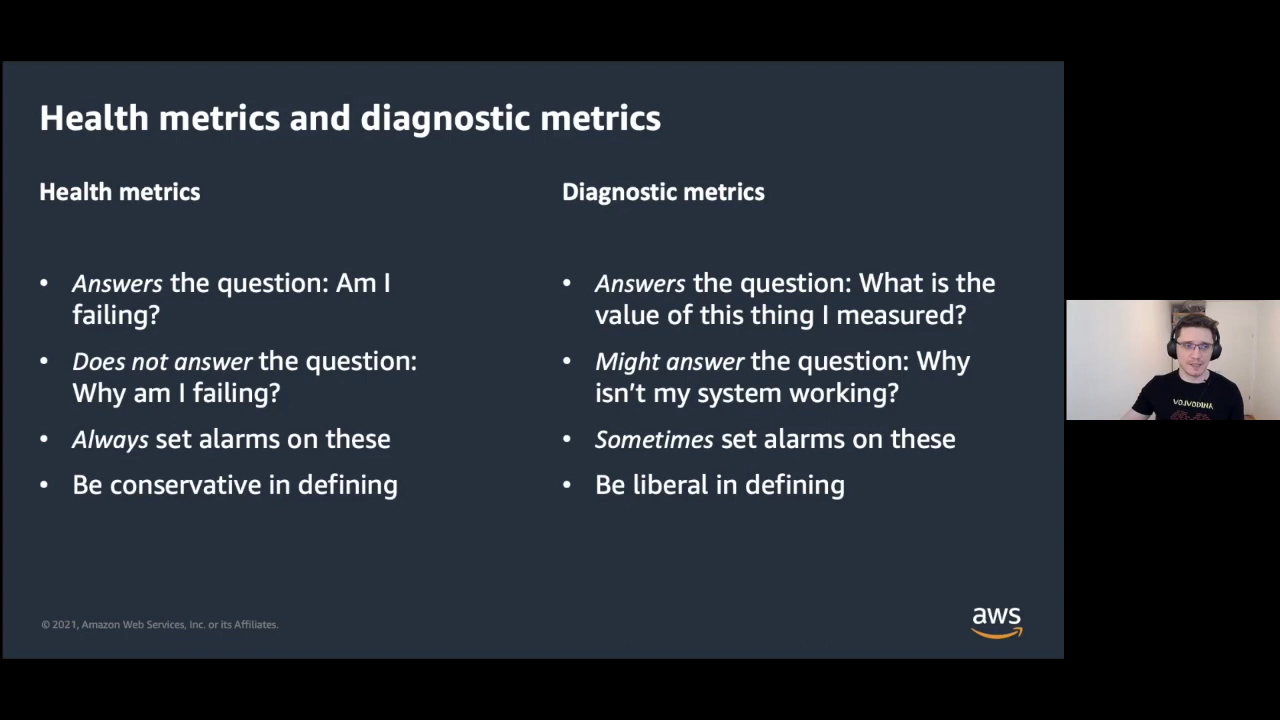 Health metrics and diagnostic metrics
Health metrics
• Answers the question: Am I
failing?
• Does not answer the question:
Why am I failing?
• Always set alarms on these
• Be conservative in defining
Diagnostic metrics
• Answers the question: What is the
value of this thing I measured?
• Might answer the question: Why
isn't my system working?
• Sometimes set alarms on these
• Be liberal in defining
© 2021, Amazon Web Services, Inc. or its Affiliates.
aws
VOJVODINA